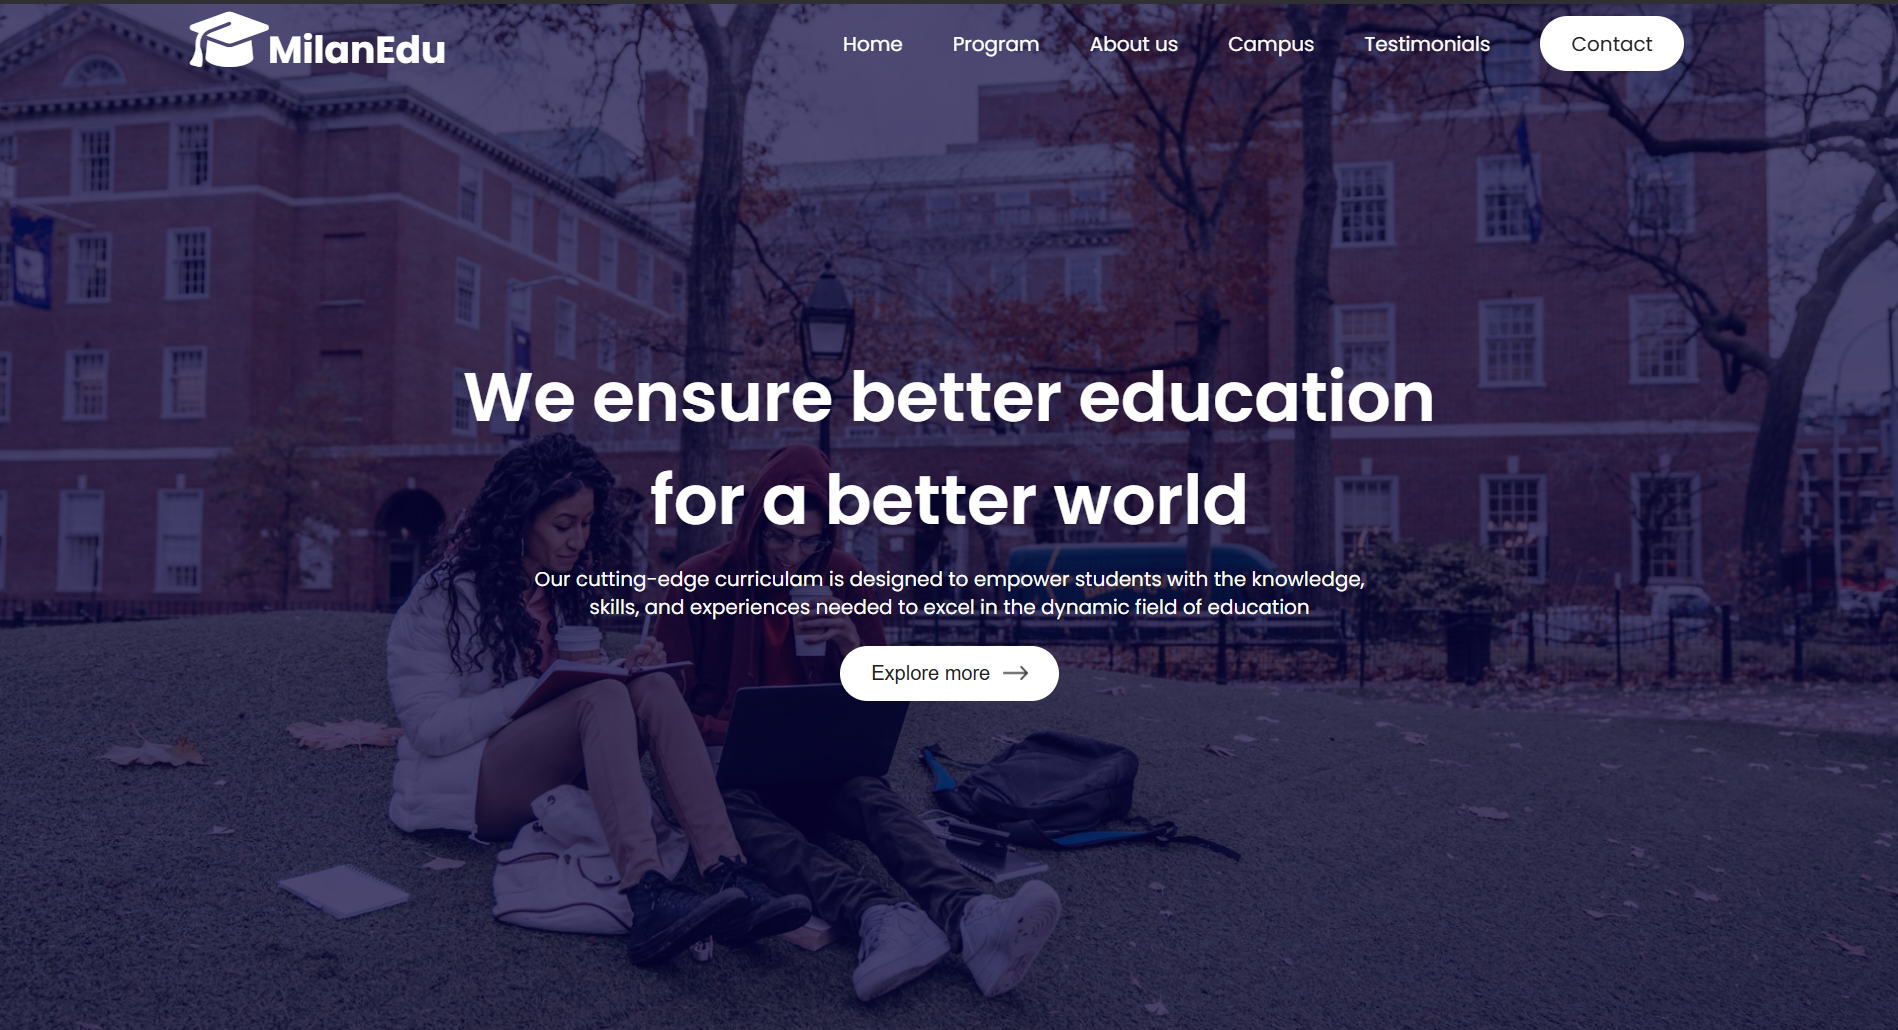 MilanEdu
Home
Program
About us
Campus
Testimonials
Contact
We ensure better education
for a better world
Our cutting-edge curriculam is designed to empower students with the knowledge,
skills, and experiences needed to excel in the dynamic field of education
Explore more